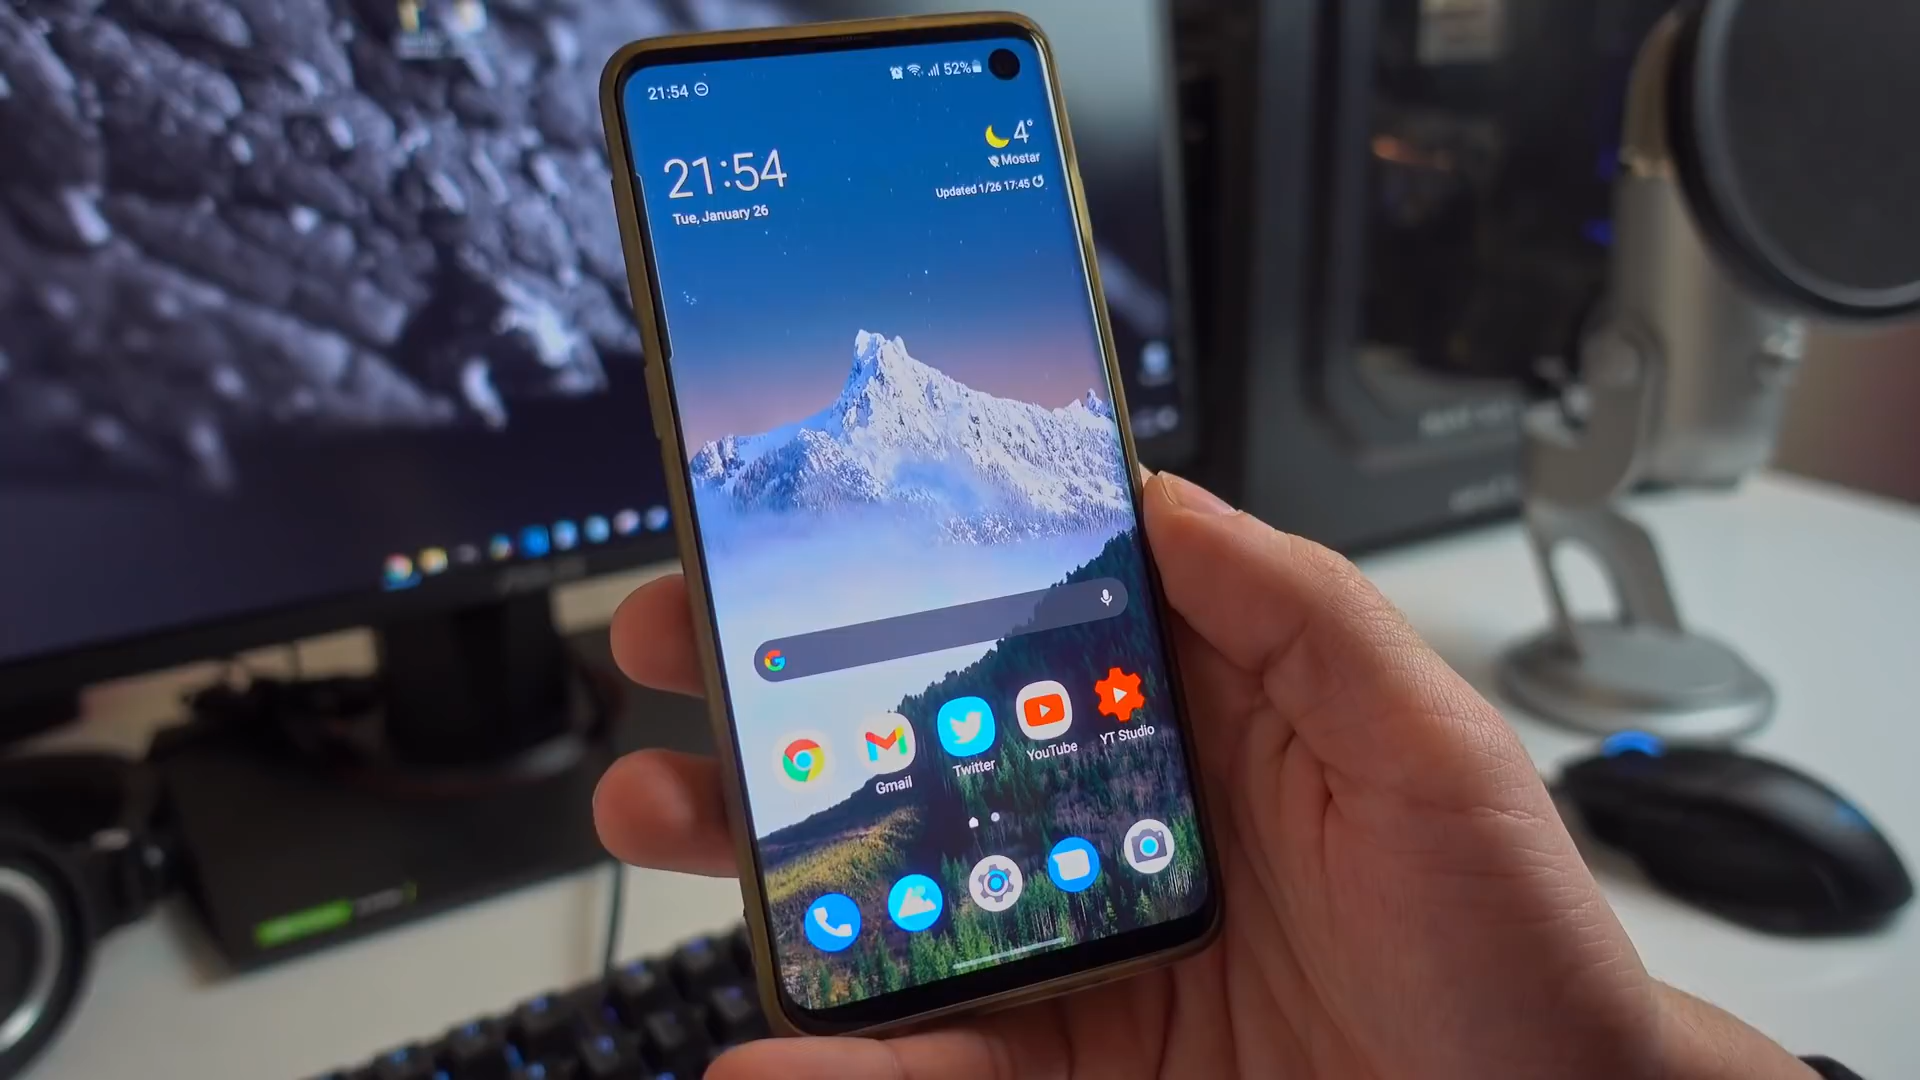 21:54
52%
21:54
Tue, January 26
4°
Mostar
Updated 1/26 17:45
Gmail
Twitter
YouTube
YT Studio